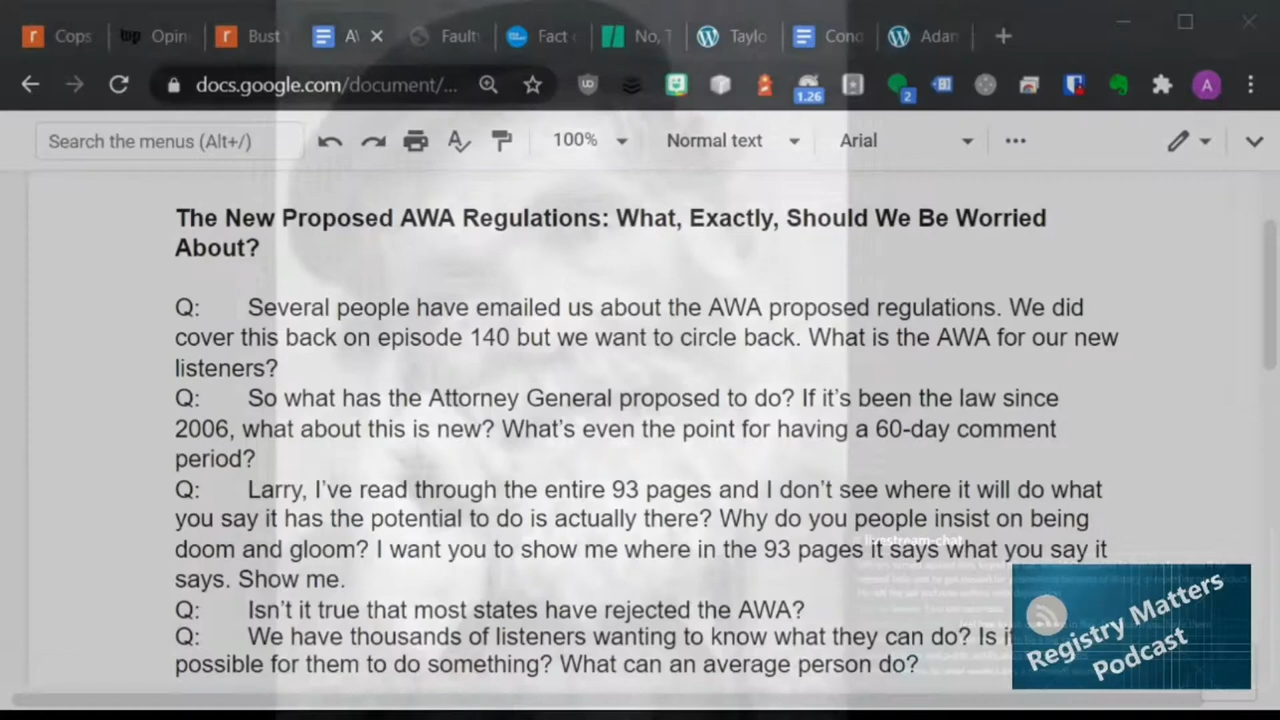 Cops
Opin
Bust
A\
Fault
Fact
No, T
Taylo
Conc
Adan
docs.google.com/document/...
1.26
2
A
Search the menus (Alt+/)
100%
Normal text
Arial
The New Proposed AWA Regulations: What, Exactly, Should We Be Worried
About?
Q: Several people have emailed us about the AWA proposed regulations. We did
cover this back on episode 140 but we want to circle back. What is the AWA for our new
listeners?
Q: So what has the Attorney General proposed to do? If it's been the law since
2006, what about this is new? What's even the point for having a 60-day comment
period?
Q: Larry, I've read through the entire 93 pages and I don't see where it will do what
you say it has the potential to do is actually there? Why do you people insist on being
doom and gloom? I want you to show me where in the 93 pages it says what you say it
says. Show me.
livestream-chat
Q: Isn't it true that most states have rejected the AWA?
Q: We have thousands of listeners wanting to know what they can do? Is it
possible for them to do something? What can an average person do?
Registry Matters
Podcast